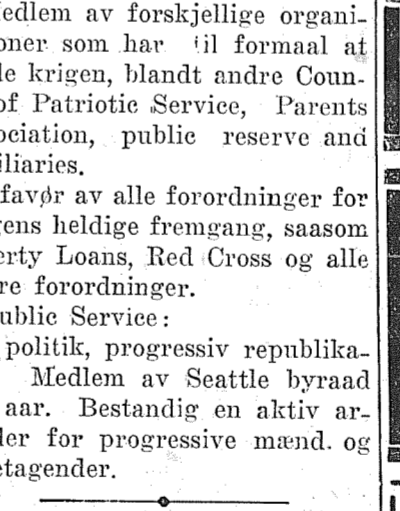 edlem av forskjellige organi-
oner som har til formaal at
le krigen, blandt andre Coun-
of Patriotic Service, Parents
ociation, public reserve and
iliaries.
favør av alle forordninger for
gens heldige fremgang, saasom
erty Loans, Red Cross og alle
re forordninger.
ublic Service:
politik, progressiv republika-
Medlem av Seattle byraad
aar. Bestandig en aktiv ar-
der for progressive mænd. og
etagender.